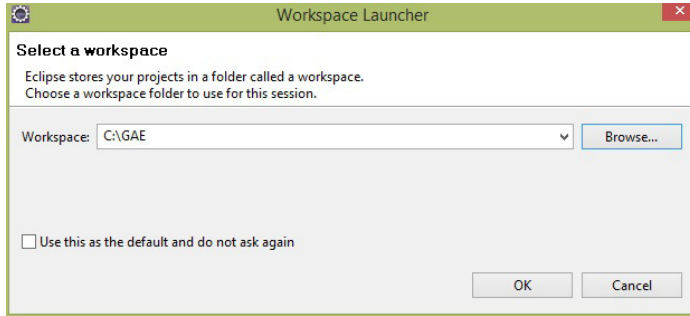 Workspace Launcher
Select a workspace
Eclipse stores your projects in a folder called a workspace.
Choose a workspace folder to use for this session.
Workspace: C:\GAE Browse...
Use this as the default and do not ask again
OK Cancel